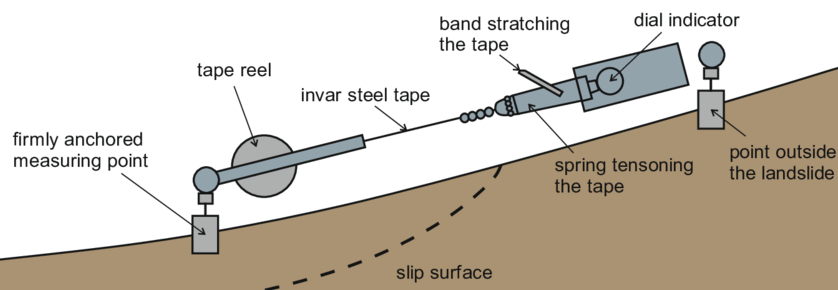 band stratching
the tape
dial indicator
tape reel
invar steel tape
firmly anchored
measuring point
spring tensoning
the tape
point outside
the landslide
slip surface